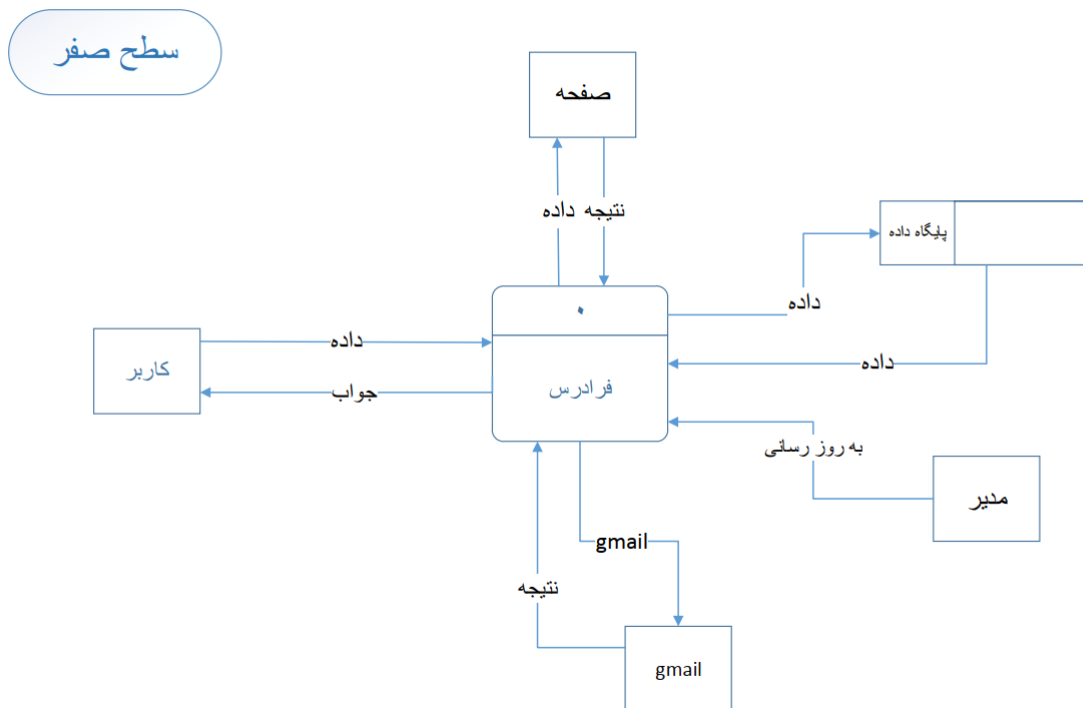 سطح صفر
صفحه
داده
نتیجه
پایگاه داده
داده
۰
داده
داده
کاربر
فرادرس
جواب
به روز رسانی
مدیر
gmail
نتیجه
gmail